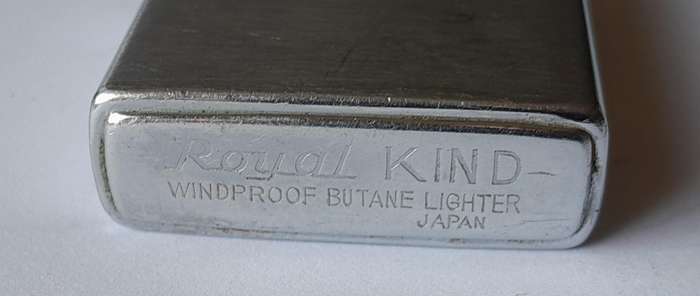 Royal KIND
WINDPROOF BUTANE LIGHTER
JAPAN